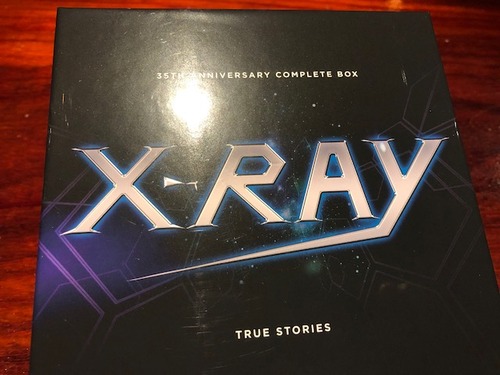 35TH ANNIVERSARY COMPLETE BOX
X-RAY
TRUE STORIES